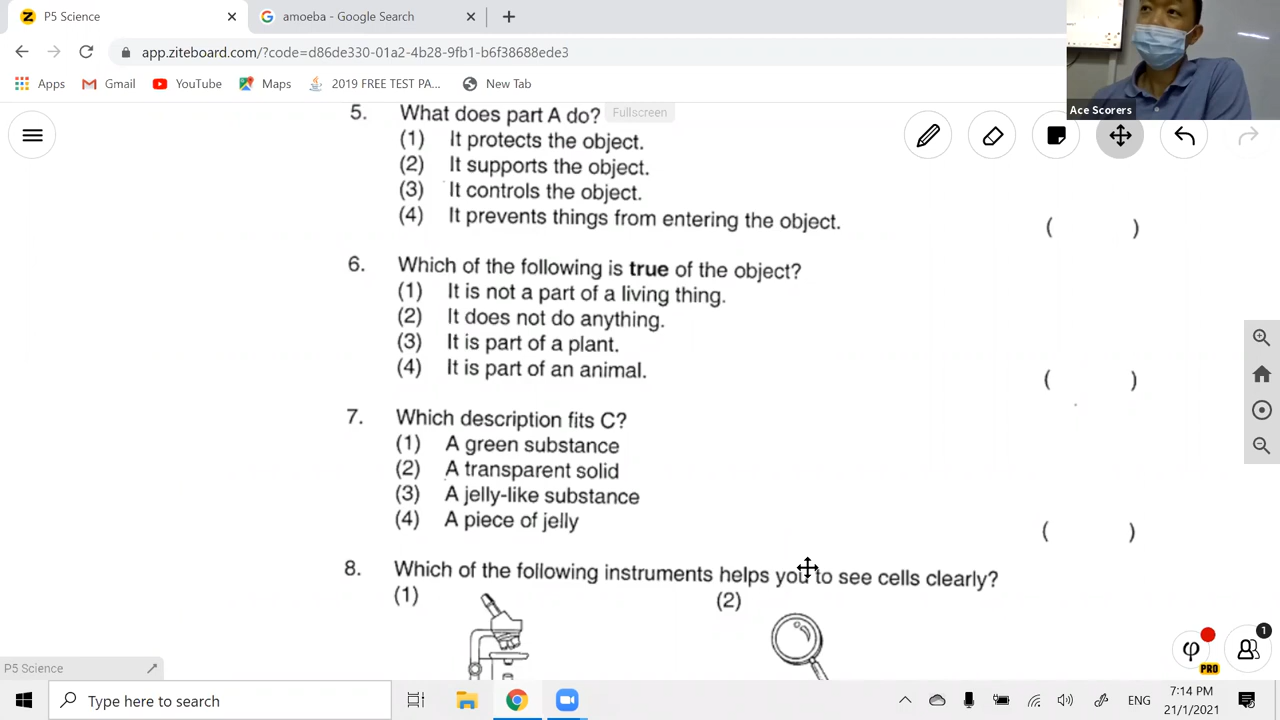 P5 Science
amoeba - Google Search
app.ziteboard.com/?code=d86de330101a2-4b28-9fb1-b6f38688ede3
Apps
Gmail
YouTube
Maps
2019 FREE TEST PA...
New Tab
Ace Scorers
Fullscreen
5. What does part A do?
(1) It protects the object.
(2) It supports the object.
(3) It controls the object.
(4) It prevents things from entering the object.
( )
6. Which of the following is true of the object?
(1) It is not a part of a living thing.
(2) It does not do anything.
(3) It is part of a plant.
(4) It is part of an animal.
( )
7. Which description fits C?
(1) A green substance
(2) A transparent solid
(3) A jelly-like substance
(4) A piece of jelly
( )
8. Which of the following instruments helps you to see cells clearly?
(1) (2)
1
φ
PRO
P5 Science
Type here to search
ENG
7:14 PM
21/1/2021
1